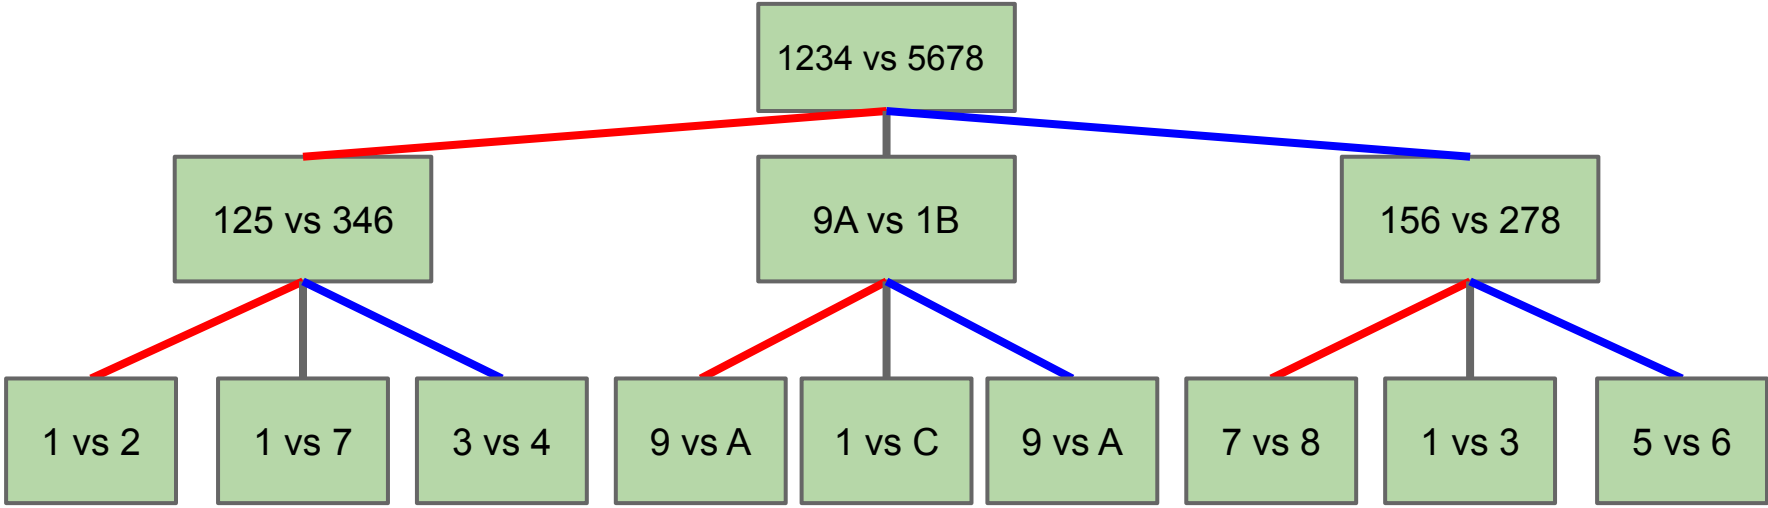 1234 vs 5678
125 vs 346
9A vs 1B
156 vs 278
1 vs 2
1 vs 7
3 vs 4
9 vs A
1 vs C
9 vs A
7 vs 8
1 vs 3
5 vs 6